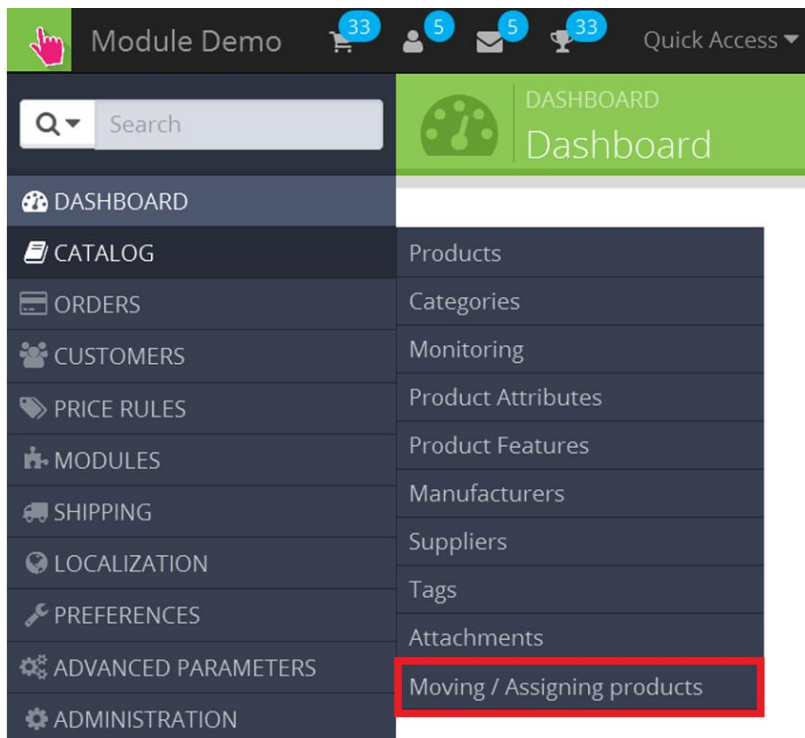 Module Demo 33 5 5 33 Quick Access
Search
DASHBOARD
Dashboard
DASHBOARD
CATALOG
ORDERS
CUSTOMERS
PRICE RULES
MODULES
SHIPPING
LOCALIZATION
PREFERENCES
ADVANCED PARAMETERS
ADMINISTRATION
Products
Categories
Monitoring
Product Attributes
Product Features
Manufacturers
Suppliers
Tags
Attachments
Moving / Assigning products